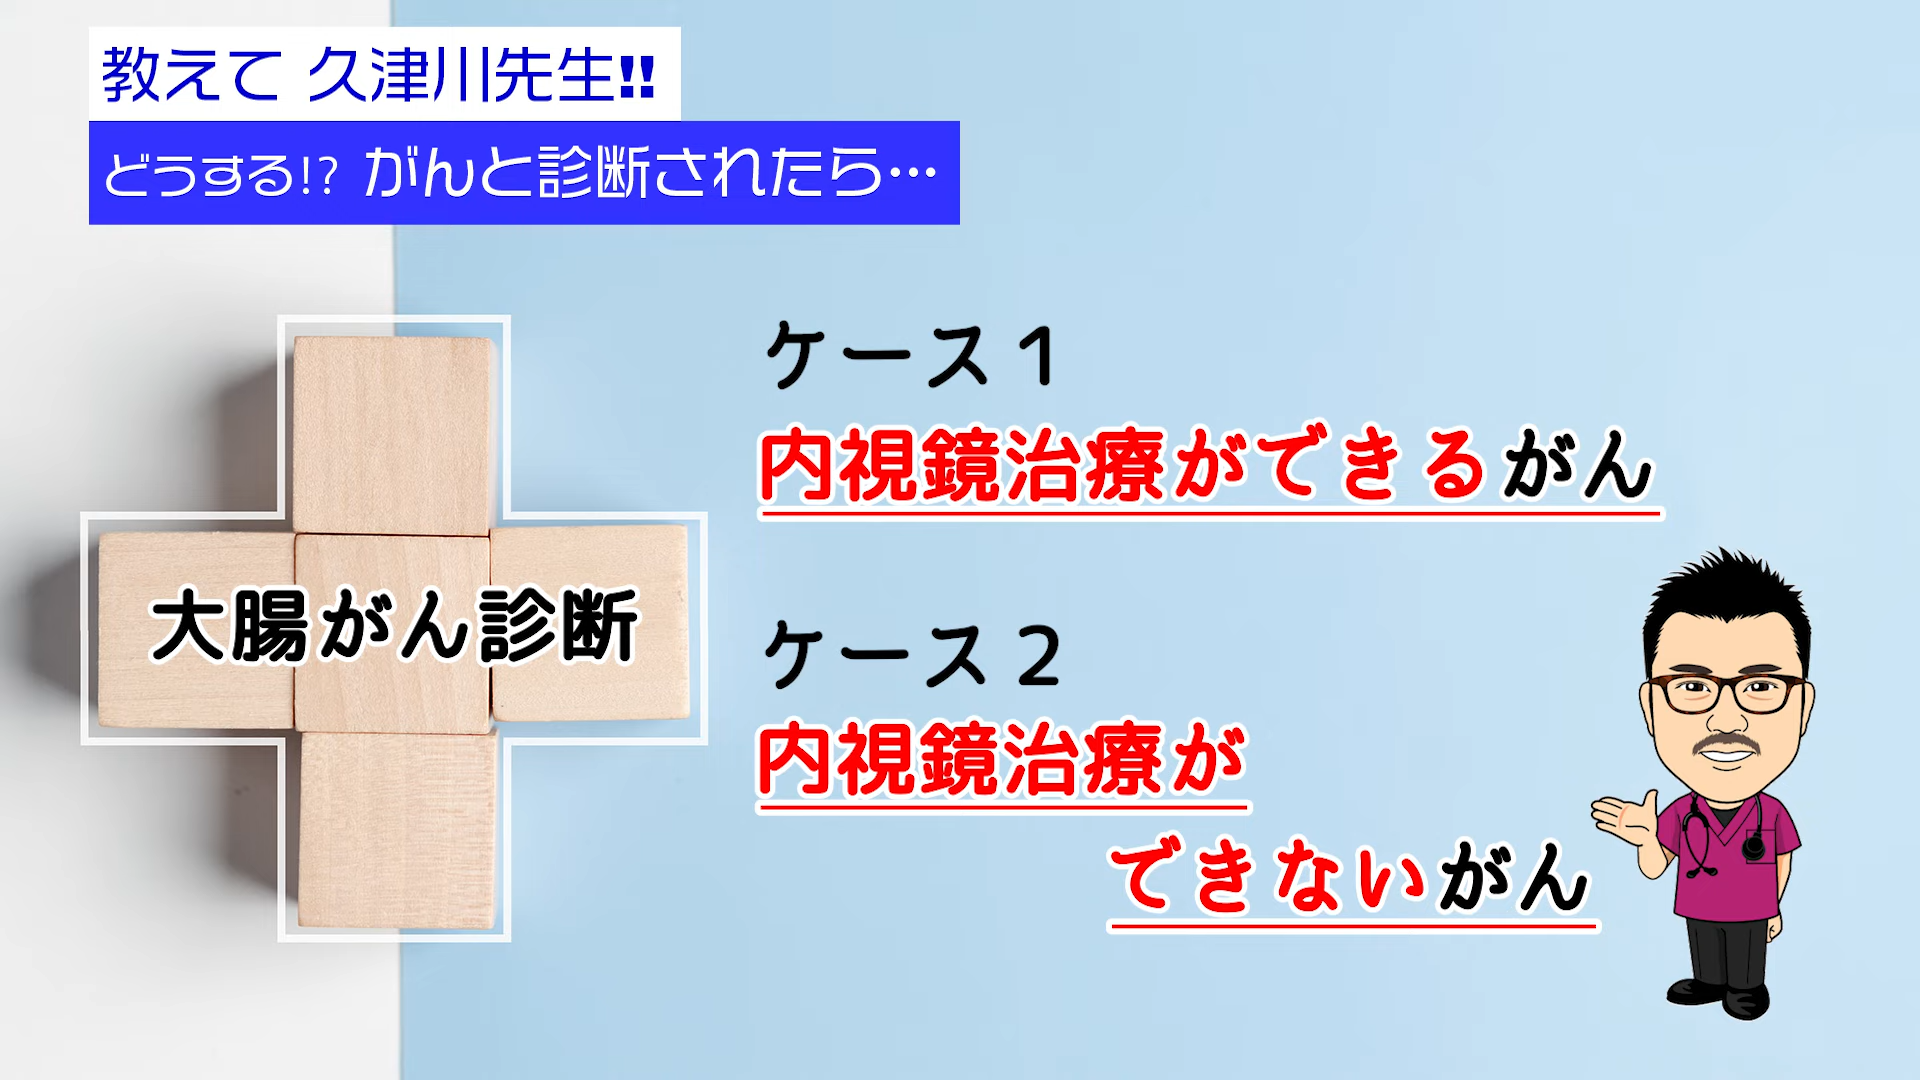 教えて 久津川先生!!
どうする!? がんと診断されたら…
大腸がん診断
ケース1
内視鏡治療ができるがん
ケース2
内視鏡治療が
できないがん